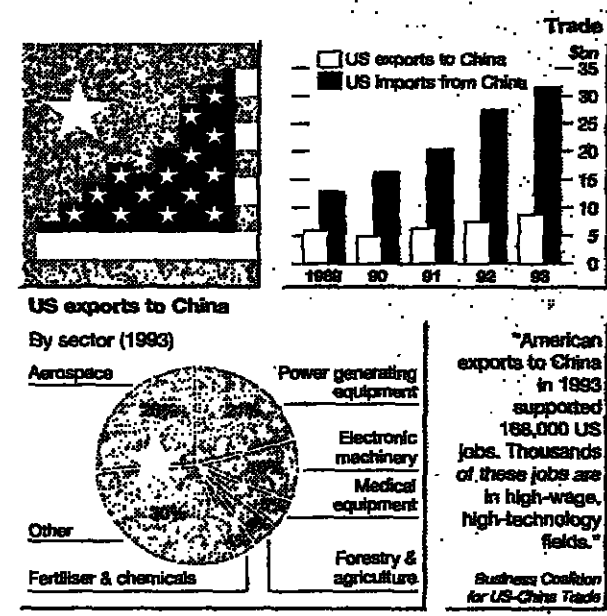 Trade
$bn
US exports to China
US imports from China
35
30
25
20
15
10
5
0
1989 90 91 92 93
US exports to China
By sector (1993)
Aerospace
Power generating
equipment
Electronic
machinery
Medical
equipment
Other
30%
Forestry &
agriculture
Fertiliser & chemicals
"American
exports to China
in 1993
supported
168,000 US
jobs. Thousands
of these jobs are
in high-wage,
high-technology
fields."
Business Coalition
for US-China Trade